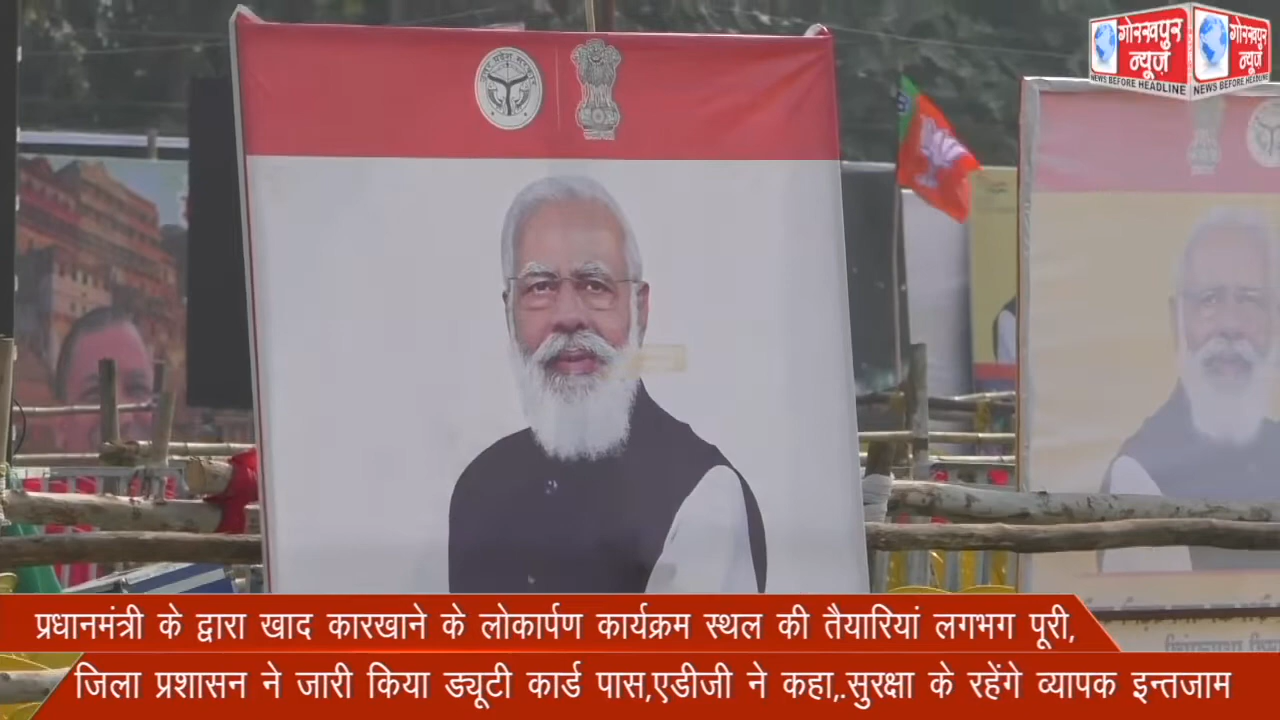 गोरखपुर
न्यूज़
NEWS BEFORE HEADLINE
गोरखपुर
न्यूज़
NEWS BEFORE HEADLINE
प्रधानमंत्री के द्वारा खाद कारखाने के लोकार्पण कार्यक्रम स्थल की तैयारियां लगभग पूरी,
जिला प्रशासन ने जारी किया ड्यूटी कार्ड पास,एडीजी ने कहा,.सुरक्षा के रहेंगे व्यापक इन्तजाम